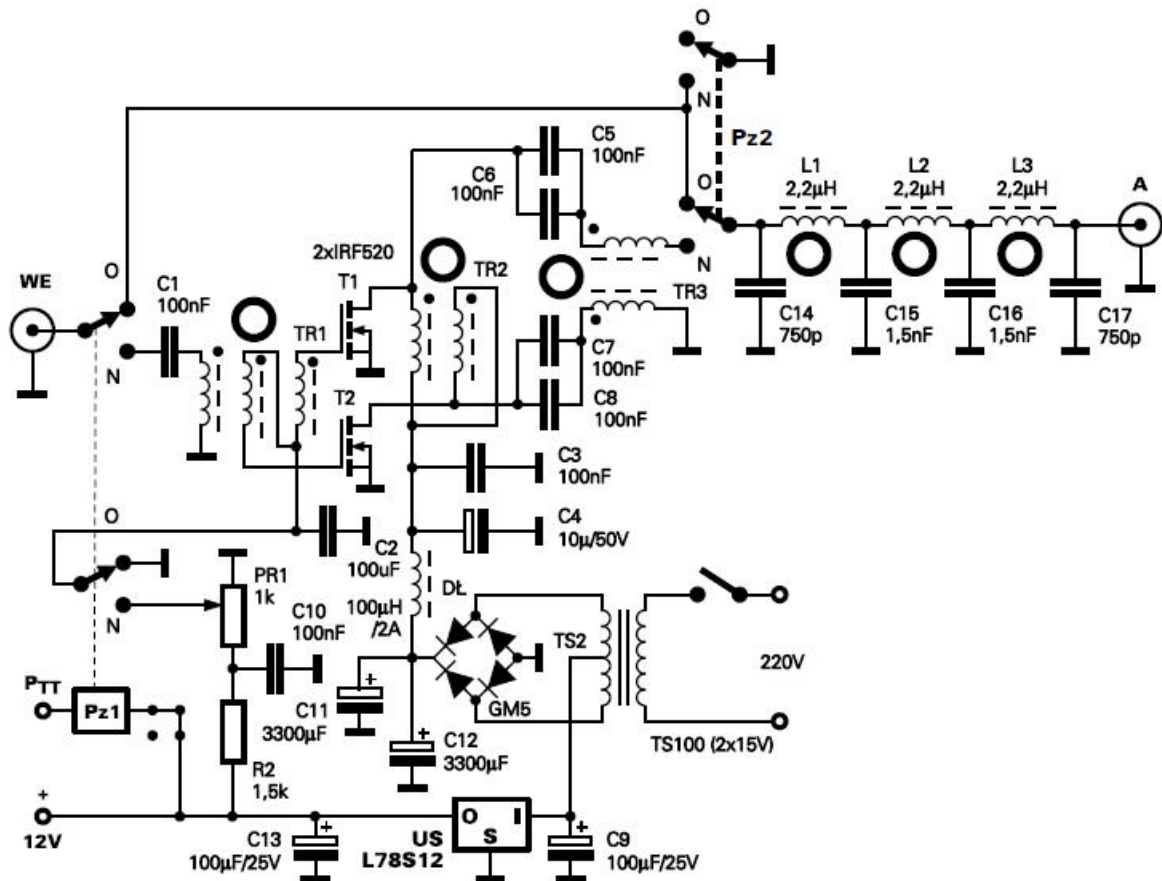 O
N
Pz2
C5
100nF
C6
100nF
O
N
L1
2,2µH
L2
2,2µH
L3
2,2µH
A
2xIRF520
WE
O
N
C1
100nF
TR1
T1
TR2
TR3
C14
750p
C15
1,5nF
C16
1,5nF
C17
750p
T2
C7
100nF
C8
100nF
C3
100nF
C4
10µ/50V
O
N
C2
100uF
PR1
1k
C10
100nF
100µH
/2A
DŁ
TS2
220V
GM5
TS100 (2x15V)
PTT
Pz1
C11
3300µF
+
C12
3300µF
+
R2
1,5k
+
12V
C13
100µF/25V
+
O
I
S
US
L78S12
C9
100µF/25V
+